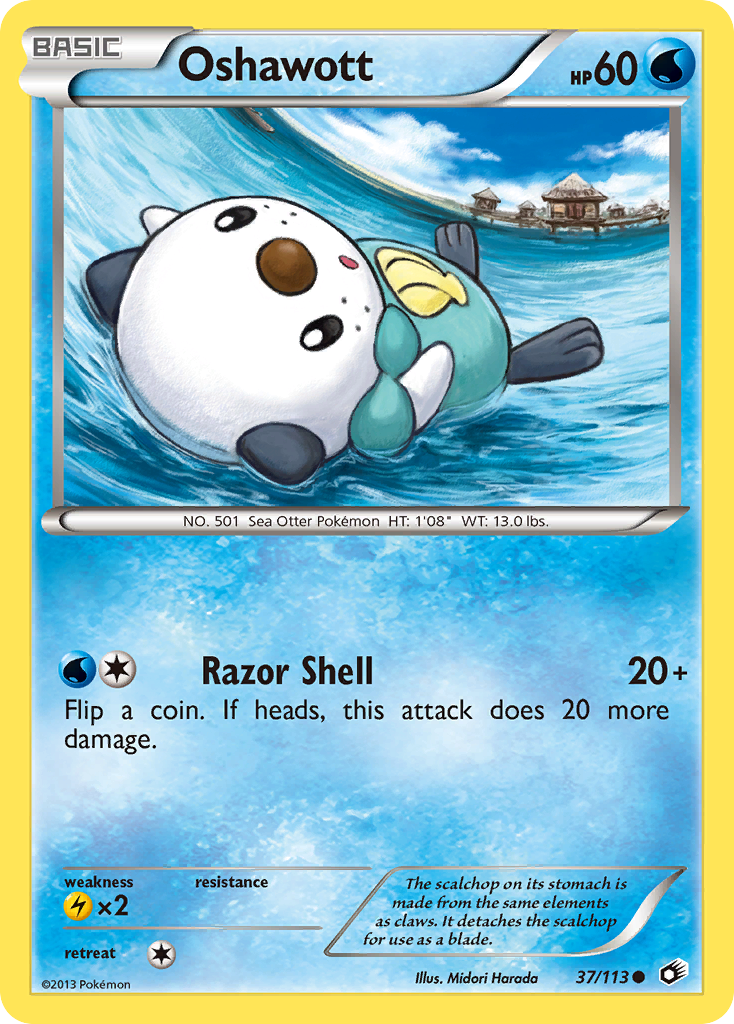 BASIC
Oshawott
HP60
NO. 501 Sea Otter Pokémon HT: 1'08" WT: 13.0 lbs.
Razor Shell 20+
Flip a coin. If heads, this attack does 20 more
damage.
weakness resistance
×2
The scalchop on its stomach is
made from the same elements
as claws. It detaches the scalchop
for use as a blade.
retreat
©2013 Pokémon
Illus. Midori Harada 37/113